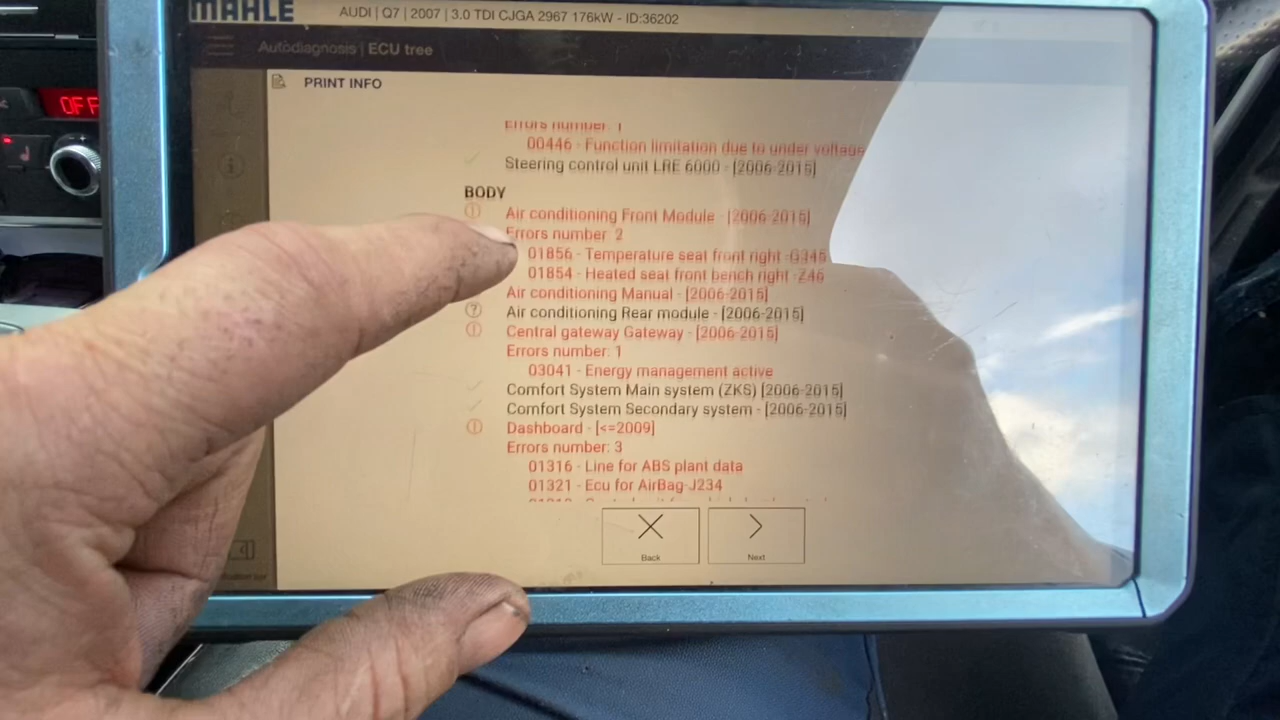 MAHLE
AUDI | Q7 | 2007 | 3.0 TDI CJGA 2967 176kW - ID:36202
Autodiagnosis | ECU tree
PRINT INFO
OFF
Errors number: 1
00446 - Function limitation due to under voltage
Steering control unit LRE 6000 - [2006-2015]
BODY
Air conditioning Front Module - [2006-2015]
Errors number: 2
01856 - Temperature seat front right -G345
01854 - Heated seat front bench right -Z46
Air conditioning Manual - [2006-2015]
Air conditioning Rear module - [2006-2015]
Central gateway Gateway - [2006-2015]
Errors number: 1
03041 - Energy management active
Comfort System Main system (ZKS) [2006-2015]
Comfort System Secondary system - [2006-2015]
Dashboard - [<=2009]
Errors number: 3
01316 - Line for ABS plant data
01321 - Ecu for AirBag-J234
Back
Next